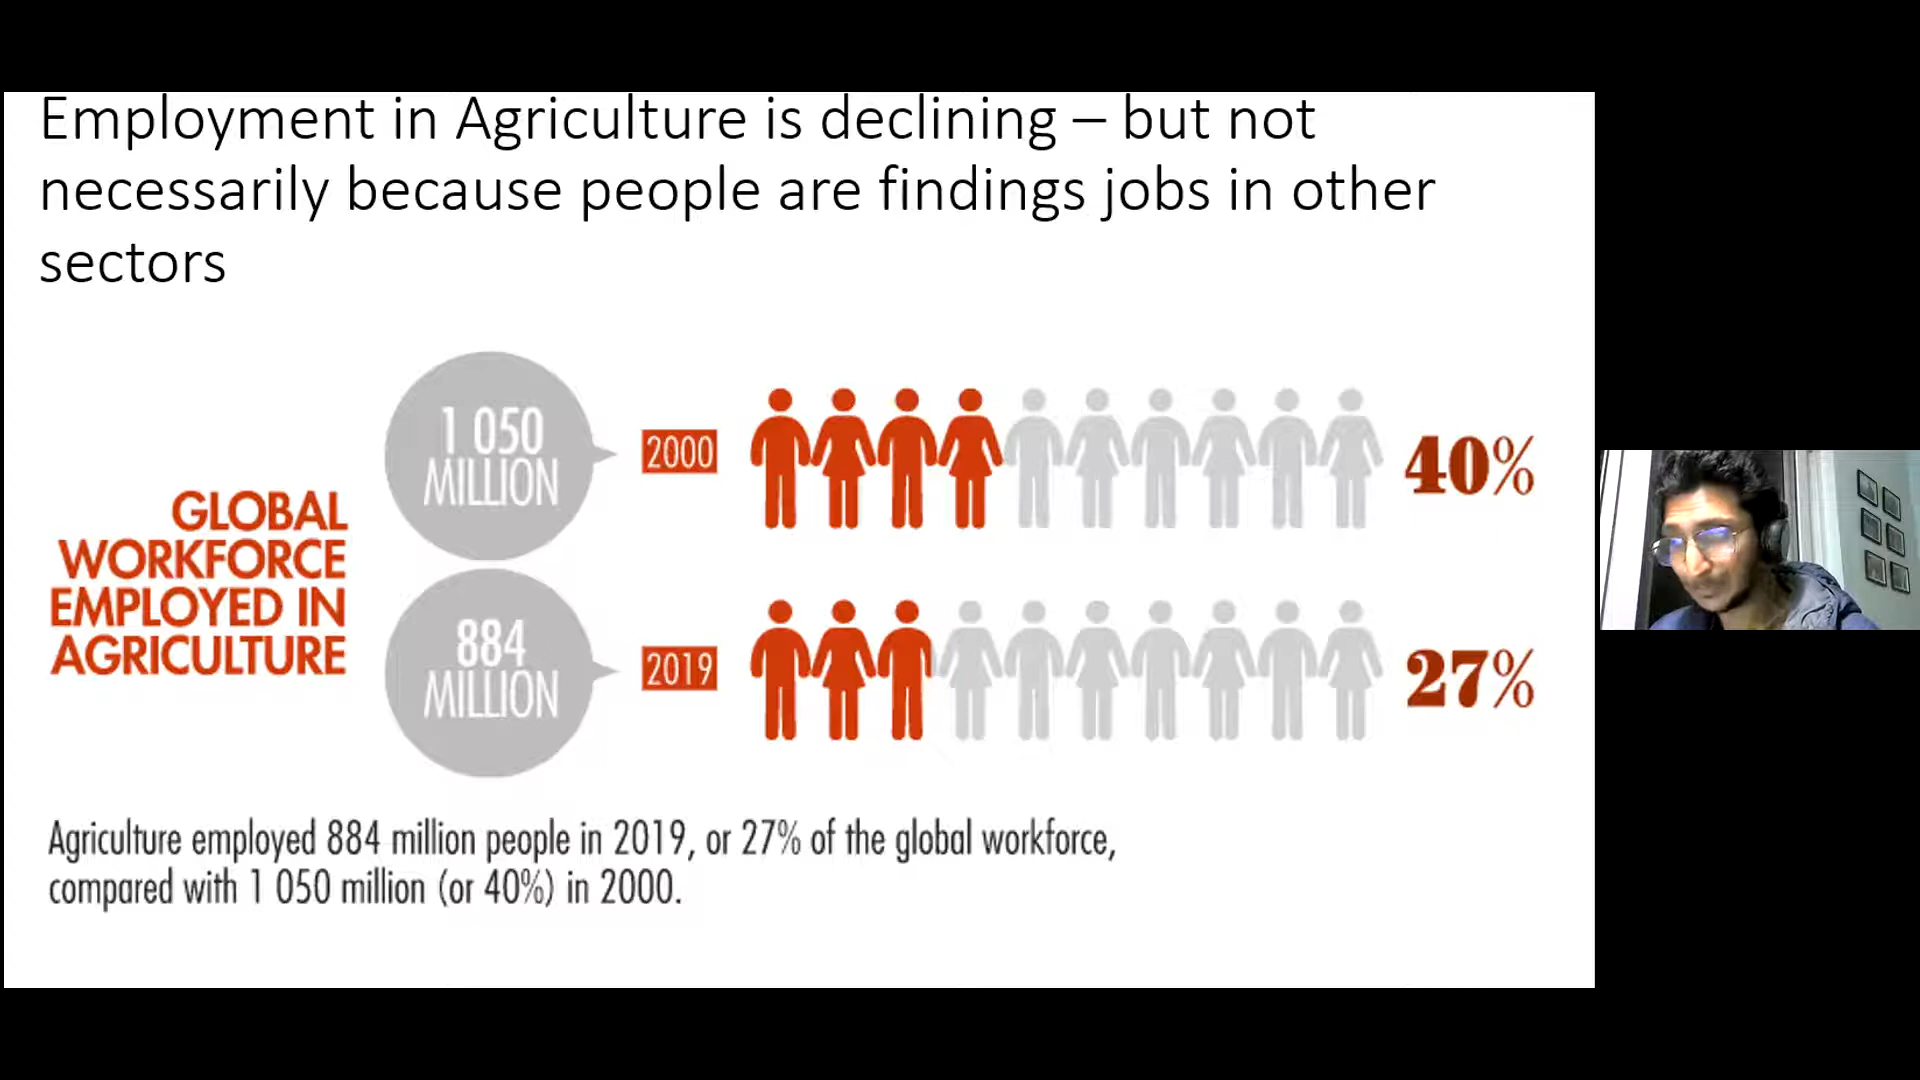 Employment in Agriculture is declining – but not
necessarily because people are findings jobs in other
sectors
GLOBAL
WORKFORCE
EMPLOYED IN
AGRICULTURE
1 050
MILLION
2000
40%
884
MILLION
2019
27%
Agriculture employed 884 million people in 2019, or 27% of the global workforce,
compared with 1 050 million (or 40%) in 2000.